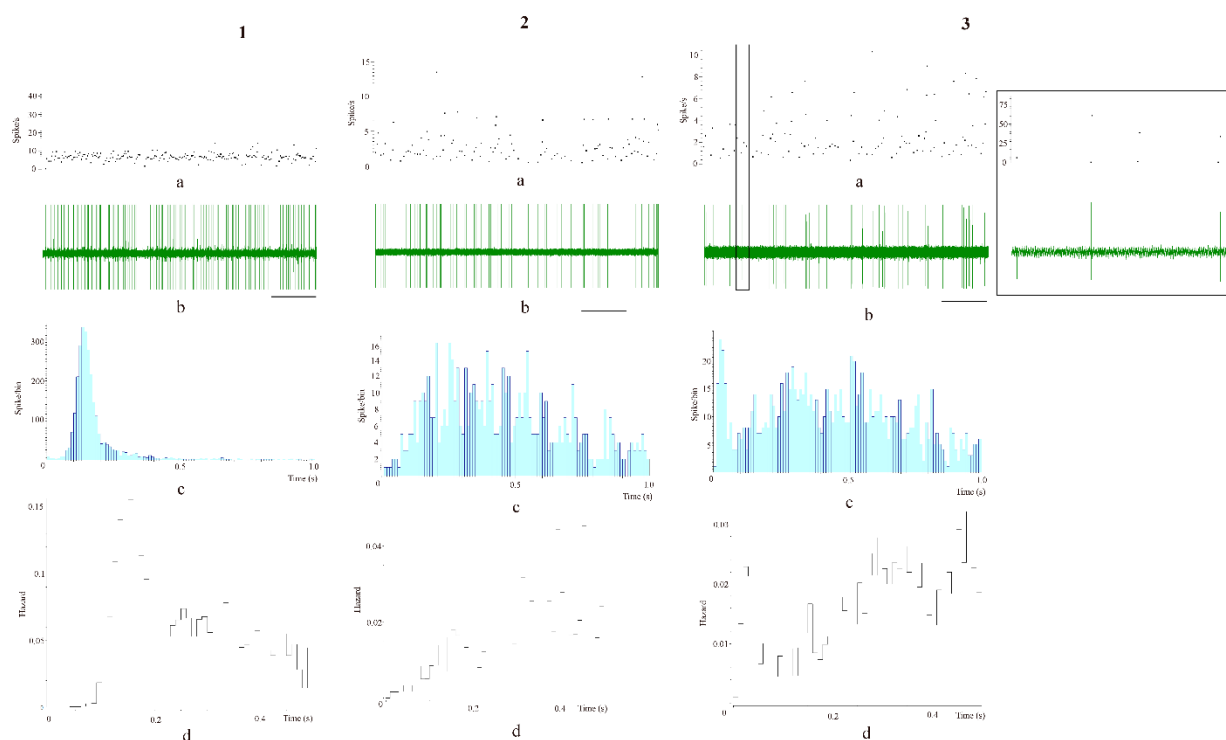 1
2
3
Spike/s
40
30
20
10
0
a
Spike/s
15
10
5
0
a
Spike/s
10
8
6
4
2
0
a
75
50
25
0
b
b
b
Spike/bin
300
200
100
0
0.5
1.0
Time (s)
c
Spike/bin
16
14
12
10
8
6
4
2
0
0.5
1.0
Time (s)
c
Spike/bin
20
15
10
5
0
0.5
1.0
Time (s)
c
Hazard
0.15
0.1
0.05
0
0.2
0.4
Time (s)
d
Hazard
0.04
0.02
0
0.2
0.4
Time (s)
d
Hazard
0.03
0.02
0.01
0
0.2
0.4
Time (s)
d